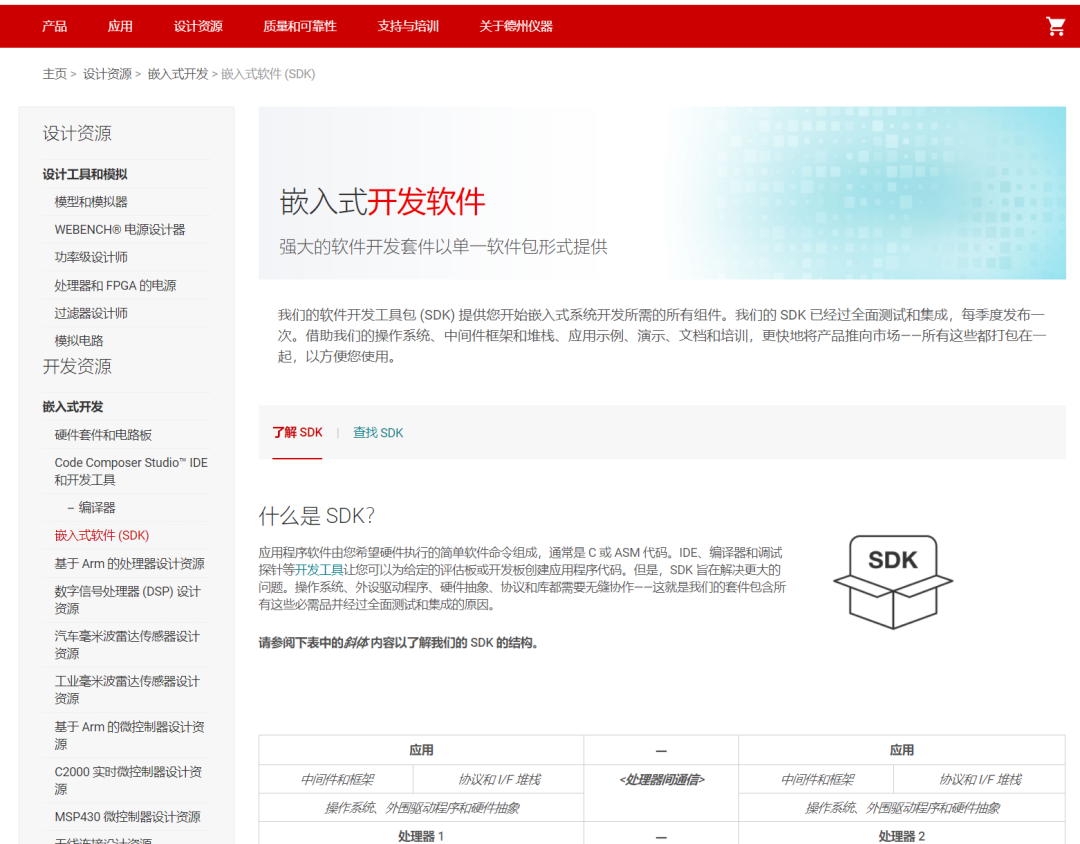 产品 应用 设计资源 质量和可靠性 支持与培训 关于德州仪器
主页 > 设计资源 > 嵌入式开发 > 嵌入式软件 (SDK)
设计资源
设计工具和模拟
模型和模拟器
WEBENCH® 电源设计器
功率级设计师
处理器和 FPGA 的电源
过滤器设计师
模拟电路
开发资源
嵌入式开发
硬件套件和电路板
Code Composer Studio™ IDE
和开发工具
– 编译器
嵌入式软件 (SDK)
基于 Arm 的处理器设计资源
数字信号处理器 (DSP) 设计
资源
汽车毫米波雷达传感器设计
资源
工业毫米波雷达传感器设计
资源
基于 Arm 的微控制器设计资
源
C2000 实时微控制器设计资
源
MSP430 微控制器设计资源
无线连接设计资源
嵌入式开发软件
强大的软件开发套件以单一软件包形式提供
我们的软件开发工具包 (SDK) 提供您开始嵌入式系统开发所需的所有组件。我们的 SDK 已经过全面测试和集成，每季度发布一
次。借助我们的操作系统、中间件框架和堆栈、应用示例、演示、文档和培训，更快地将产品推向市场——所有这些都打包在一
起，以方便您使用。
了解 SDK | 查找 SDK
什么是 SDK？
应用程序软件由您希望硬件执行的简单软件命令组成，通常是 C 或 ASM 代码。IDE、编译器和调试
探针等开发工具让您可以为给定的评估板或开发板创建应用程序代码。但是，SDK 旨在解决更大的
问题。操作系统、外设驱动程序、硬件抽象、协议和库都需要无缝协作——这就是我们的套件包含所
有这些必需品并经过全面测试和集成的原因。
请参阅下表中的斜体 内容以了解我们的 SDK 的结构。
SDK
应用 — 应用
中间件和框架 协议和 I/F 堆栈 <处理器间通信> 中间件和框架 协议和 I/F 堆栈
操作系统、外围驱动程序和硬件抽象 操作系统、外围驱动程序和硬件抽象
处理器 1 — 处理器 2